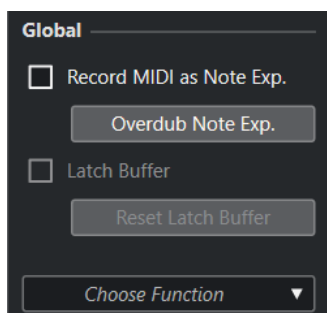 Global
Record MIDI as Note Exp.
Overdub Note Exp.
Latch Buffer
Reset Latch Buffer
Choose Function